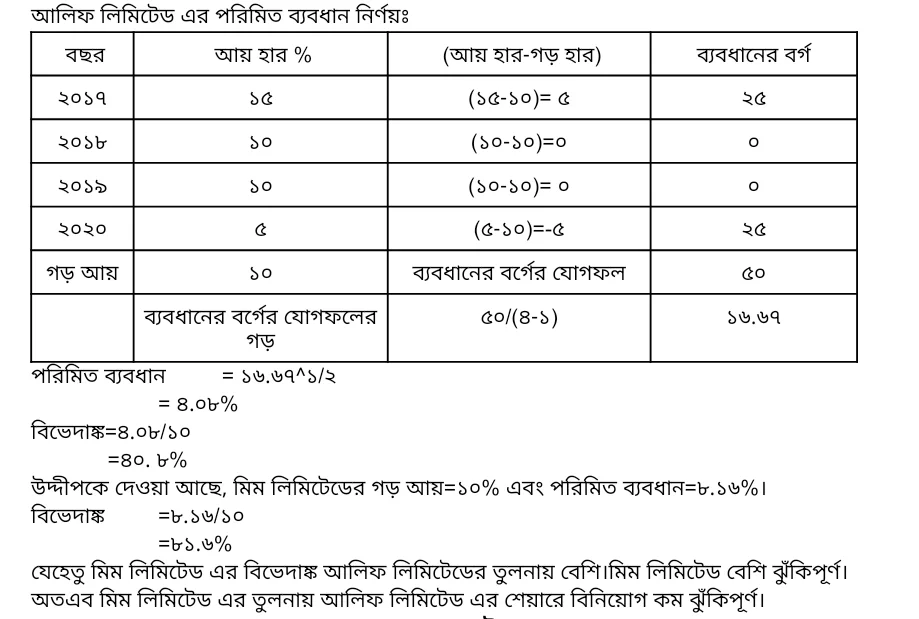 আলিফ লিমিটেড এর পরিমিত ব্যবধান নির্ণয়ঃ
বছর আয় হার % (আয় হার-গড় হার) ব্যবধানের বর্গ
২০১৭ ১৫ (১৫-১০)= ৫ ২৫
২০১৮ ১০ (১০-১০)=০ ০
২০১৯ ১০ (১০-১০)= ০ ০
২০২০ ৫ (৫-১০)=-৫ ২৫
গড় আয় ১০ ব্যবধানের বর্গের যোগফল ৫০
ব্যবধানের বর্গের যোগফলের ৫০/(৪-১) ১৬.৬৭
গড়
পরিমিত ব্যবধান = ১৬.৬৭^১/২
= ৪.০৮%
বিভেদাঙ্ক=৪.০৮/১০
=৪০. ৮%
উদ্দীপকে দেওয়া আছে, মিম লিমিটেডের গড় আয়=১০% এবং পরিমিত ব্যবধান=৮.১৬%।
বিভেদাঙ্ক =৮.১৬/১০
=৮১.৬%
যেহেতু মিম লিমিটেড এর বিভেদাঙ্ক আলিফ লিমিটেডের তুলনায় বেশি।মিম লিমিটেড বেশি ঝুঁকিপূর্ণ।
অতএব মিম লিমিটেড এর তুলনায় আলিফ লিমিটেড এর শেয়ারে বিনিয়োগ কম ঝুঁকিপূর্ণ।